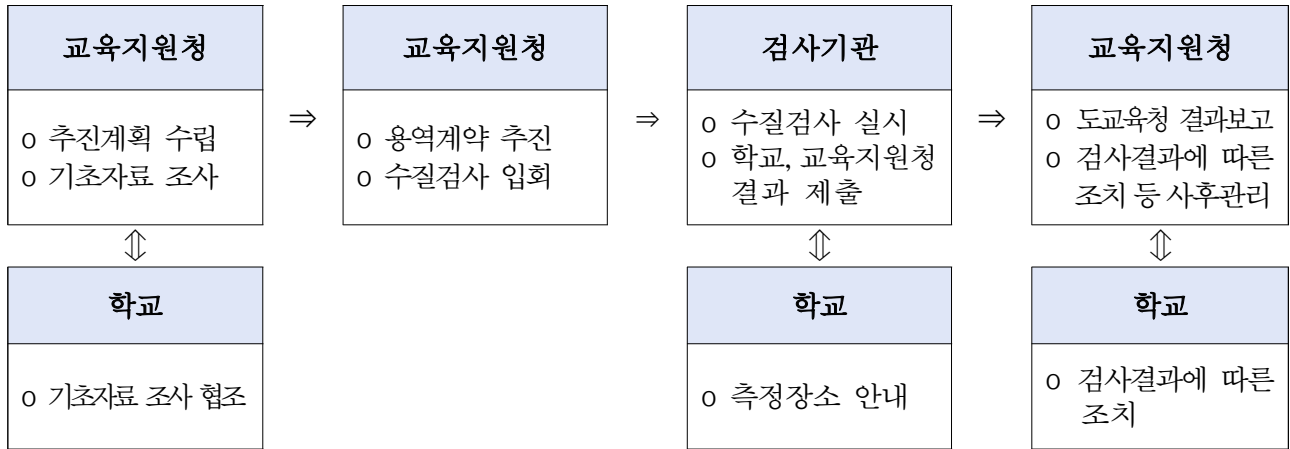 교육지원청
o 추진계획 수립
o 기초자료 조사
⇒
교육지원청
o 용역계약 추진
o 수질검사 입회
⇒
검사기관
o 수질검사 실시
o 학교, 교육지원청
결과 제출
⇒
교육지원청
o 도교육청 결과보고
o 검사결과에 따른
조치 등 사후관리
⇕
⇕
⇕
학교
o 기초자료 조사 협조
학교
o 측정장소 안내
학교
o 검사결과에 따른
조치